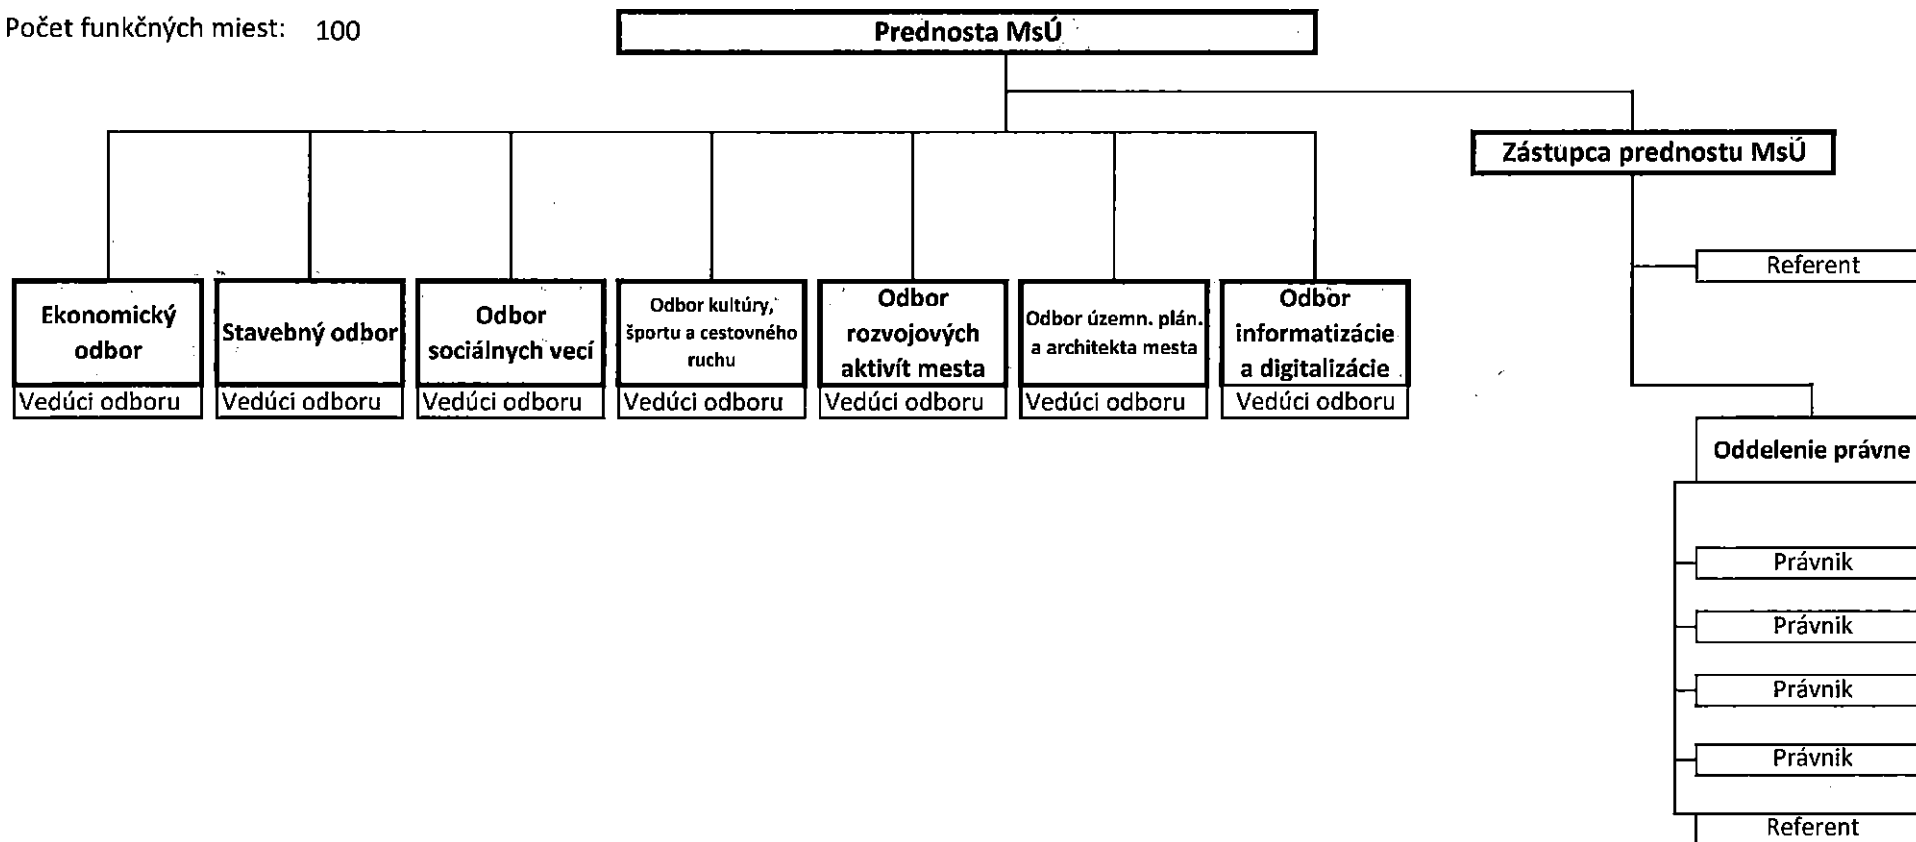 Počet funkčných miest: 100
Prednosta MsÚ
Zástupca prednostu MsÚ
Referent
Ekonomický
odbor
Vedúci odboru
Stavebný odbor
Vedúci odboru
Odbor
sociálnych vecí
Vedúci odboru
Odbor kultúry,
športu a cestovného
ruchu
Vedúci odboru
Odbor
rozvojových
aktivít mesta
Vedúci odboru
Odbor územn. plán.
a architekta mesta
Vedúci odboru
Odbor
informatizácie
a digitalizácie
Vedúci odboru
Oddelenie právne
Právnik
Právnik
Právnik
Právnik
Referent